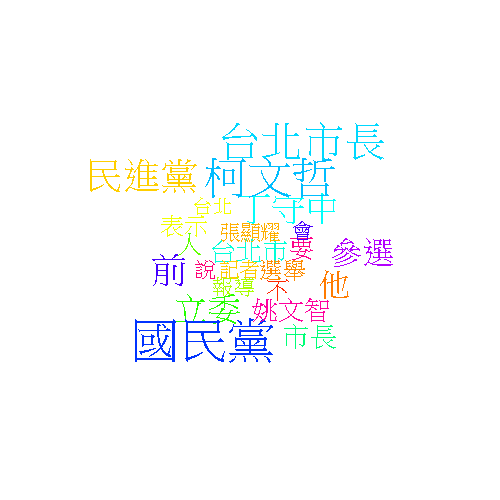 台北市長
民進黨
柯文哲
台北
丁守中
表示
張顯耀
會
人
台北市
要
參選
前
說
記者
選舉
報導
不
他
立委
姚文智
國民黨
市長